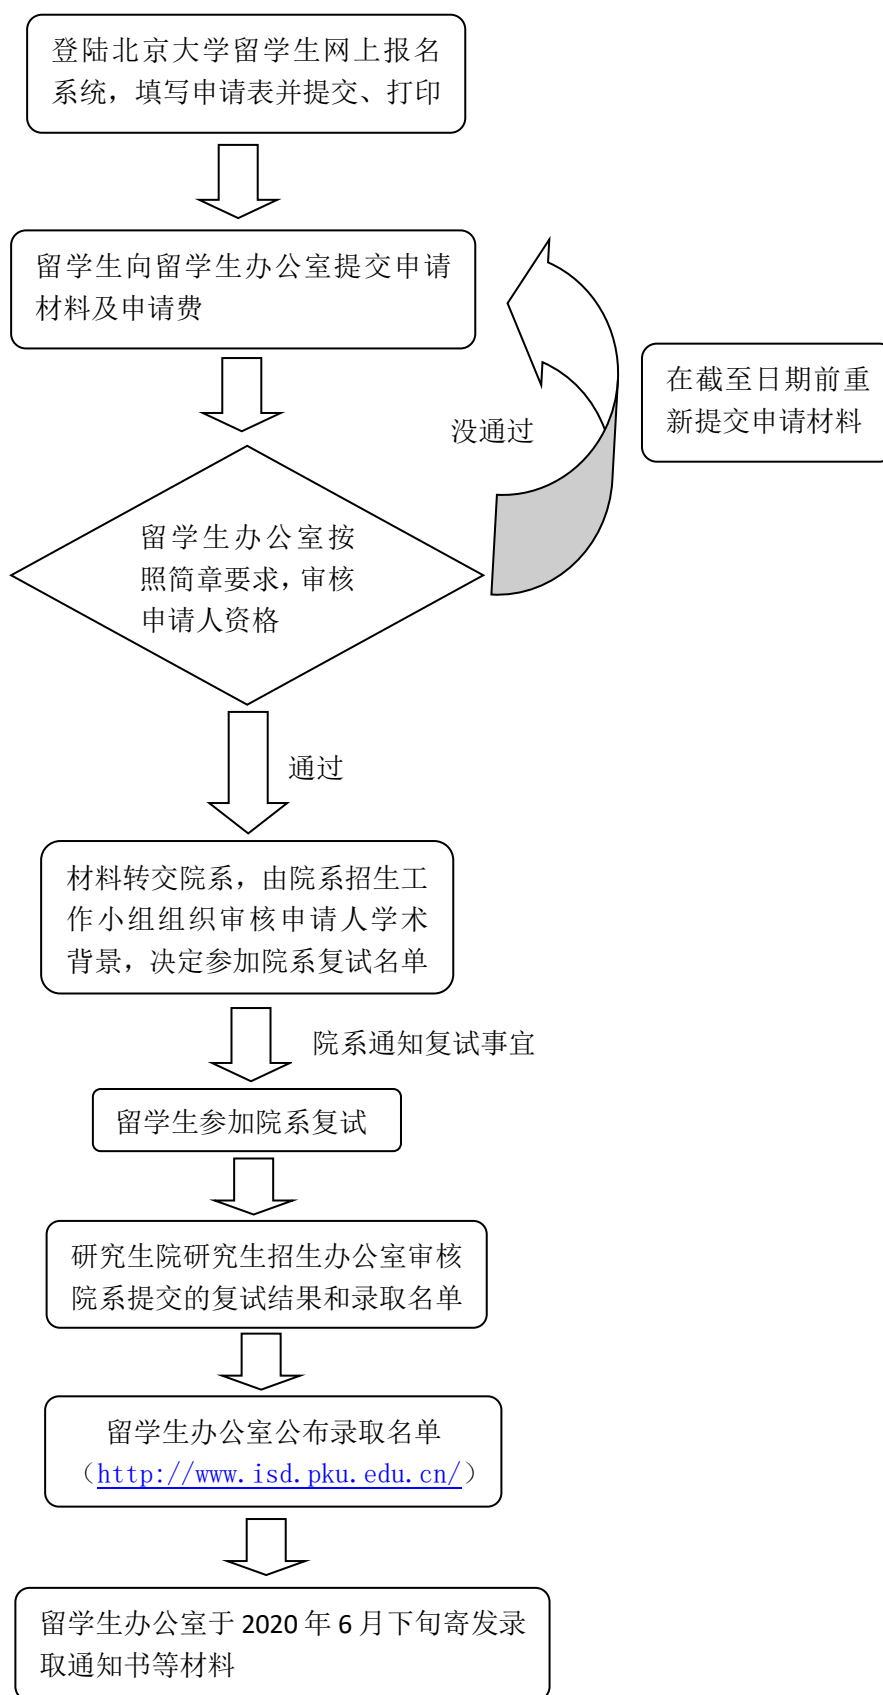 登陆北京大学留学生网上报名
系统，填写申请表并提交、打印
留学生向留学生办公室提交申请
材料及申请费
在截至日期前重
新提交申请材料
没通过
留学生办公室按
照简章要求，审核
申请人资格
通过
材料转交院系，由院系招生工
作小组组织审核申请人学术
背景，决定参加院系复试名单
院系通知复试事宜
留学生参加院系复试
研究生院研究生招生办公室审核
院系提交的复试结果和录取名单
留学生办公室公布录取名单
（http://www.isd.pku.edu.cn/）
留学生办公室于 2020 年 6 月下旬寄发录
取通知书等材料